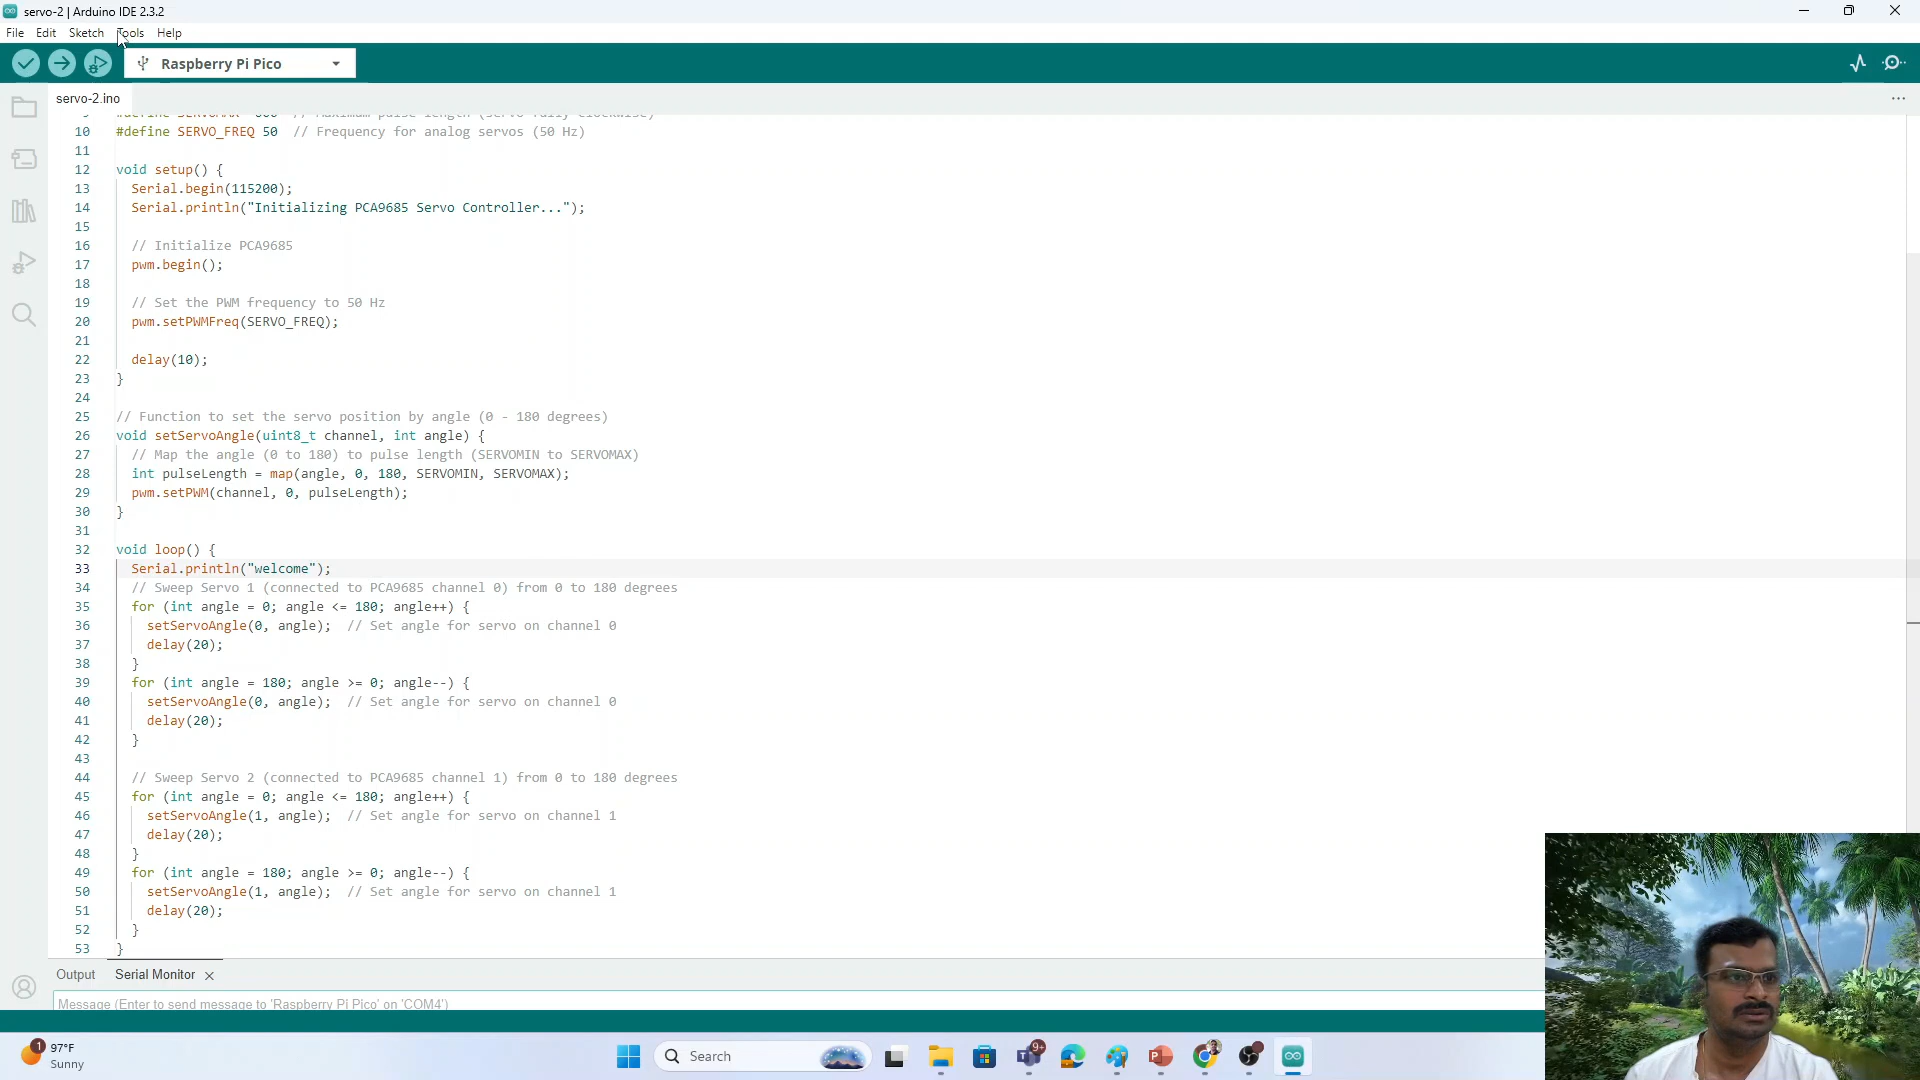 servo-2 | Arduino IDE 2.3.2
File Edit Sketch Tools Help
Raspberry Pi Pico
servo-2.ino
10 #define SERVO_FREQ 50 // Frequency for analog servos (50 Hz)
11
12 void setup() {
13 Serial.begin(115200);
14 Serial.println("Initializing PCA9685 Servo Controller...");
15
16 // Initialize PCA9685
17 pwm.begin();
18
19 // Set the PWM frequency to 50 Hz
20 pwm.setPWMFreq(SERVO_FREQ);
21
22 delay(10);
23 }
24
25 // Function to set the servo position by angle (0 - 180 degrees)
26 void setServoAngle(uint8_t channel, int angle) {
27 // Map the angle (0 to 180) to pulse length (SERVOMIN to SERVOMAX)
28 int pulseLength = map(angle, 0, 180, SERVOMIN, SERVOMAX);
29 pwm.setPWM(channel, 0, pulseLength);
30 }
31
32 void loop() {
33 Serial.println("welcome");
34 // Sweep Servo 1 (connected to PCA9685 channel 0) from 0 to 180 degrees
35 for (int angle = 0; angle <= 180; angle++) {
36 setServoAngle(0, angle); // Set angle for servo on channel 0
37 delay(20);
38 }
39 for (int angle = 180; angle >= 0; angle--) {
40 setServoAngle(0, angle); // Set angle for servo on channel 0
41 delay(20);
42 }
43
44 // Sweep Servo 2 (connected to PCA9685 channel 1) from 0 to 180 degrees
45 for (int angle = 0; angle <= 180; angle++) {
46 setServoAngle(1, angle); // Set angle for servo on channel 1
47 delay(20);
48 }
49 for (int angle = 180; angle >= 0; angle--) {
50 setServoAngle(1, angle); // Set angle for servo on channel 1
51 delay(20);
52 }
53 }
Output Serial Monitor
Message (Enter to send message to 'Raspberry Pi Pico' on 'COM4')
1 97°F
Sunny
Search
9+